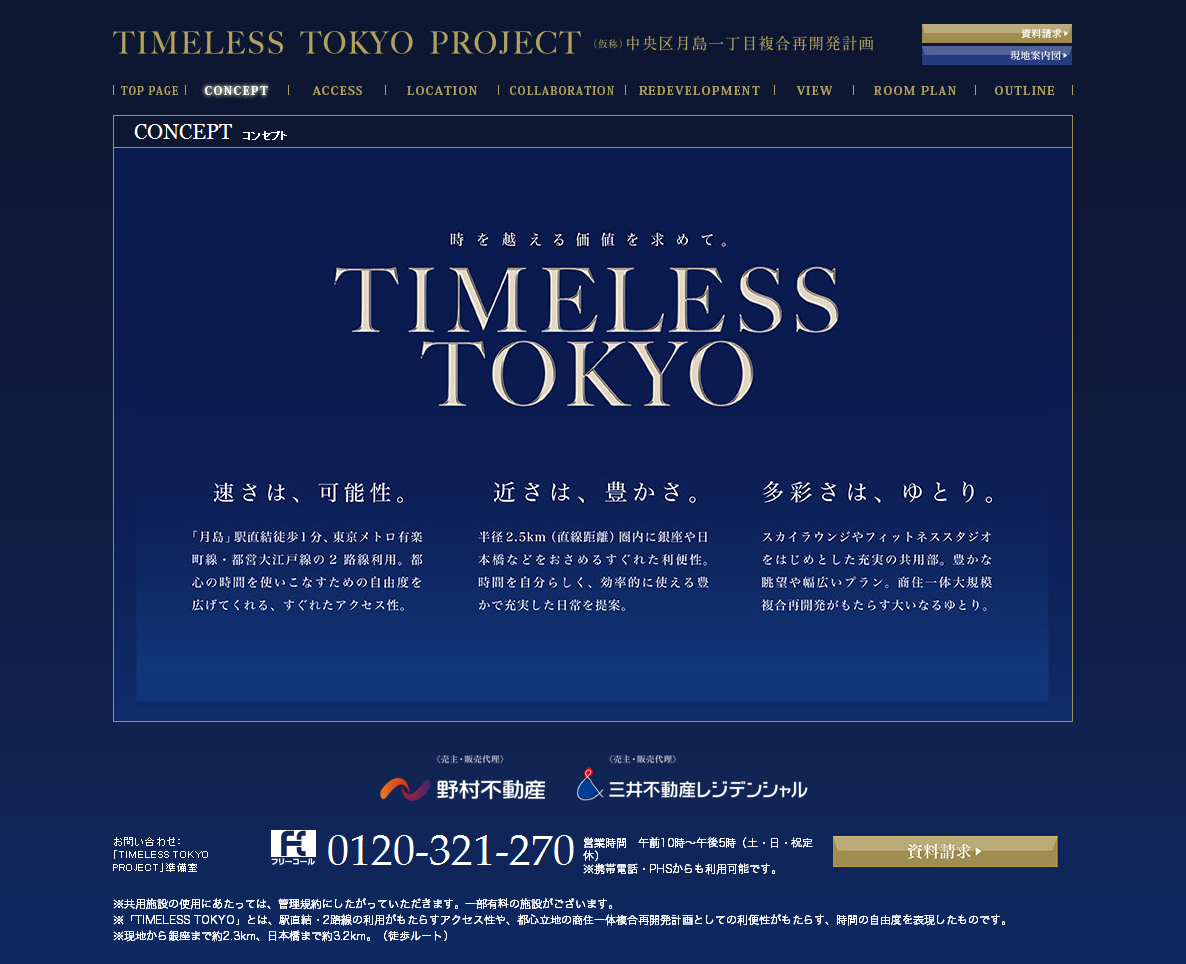 TIMELESS TOKYO PROJECT (仮称)中央区月島一丁目複合再開発計画
資料請求
現地案内図
TOP PAGE
CONCEPT
ACCESS
LOCATION
COLLABORATION
REDEVELOPMENT
VIEW
ROOM PLAN
OUTLINE
CONCEPT コンセプト
時を越える価値を求めて。
TIMELESS
TOKYO
速さは、可能性。
「月島」駅直結徒歩1分、東京メトロ有楽
町線・都営大江戸線の2路線利用。都
心の時間を使いこなすための自由度を
広げてくれる、すぐれたアクセス性。
近さは、豊かさ。
半径2.5km(直線距離)圏内に銀座や日
本橋などをおさめるすぐれた利便性。
時間を自分らしく、効率的に使える豊
かで充実した日常を提案。
多彩さは、ゆとり。
スカイラウンジやフィットネススタジオ
をはじめとした充実の共用部。豊かな
眺望や幅広いプラン。商住一体大規模
複合再開発がもたらす大いなるゆとり。
〈売主・販売代理〉
野村不動産
〈売主・販売代理〉
三井不動産レジデンシャル
お問い合わせ:
「TIMELESS TOKYO
PROJECT」準備室
フリーコール
0120-321-270
営業時間 午前10時〜午後5時(土・日・祝定
休)
※携帯電話・PHSからも利用可能です。
資料請求
※共用施設の使用にあたっては、管理規約にしたがっていただきます。一部有料の施設がございます。
※「TIMELESS TOKYO」とは、駅直結・2路線の利用がもたらすアクセス性や、都心立地の商住一体複合再開発計画としての利便性がもたらす、時間の自由度を表現したものです。
※現地から銀座まで約2.3km、日本橋まで約3.2km。(徒歩ルート)